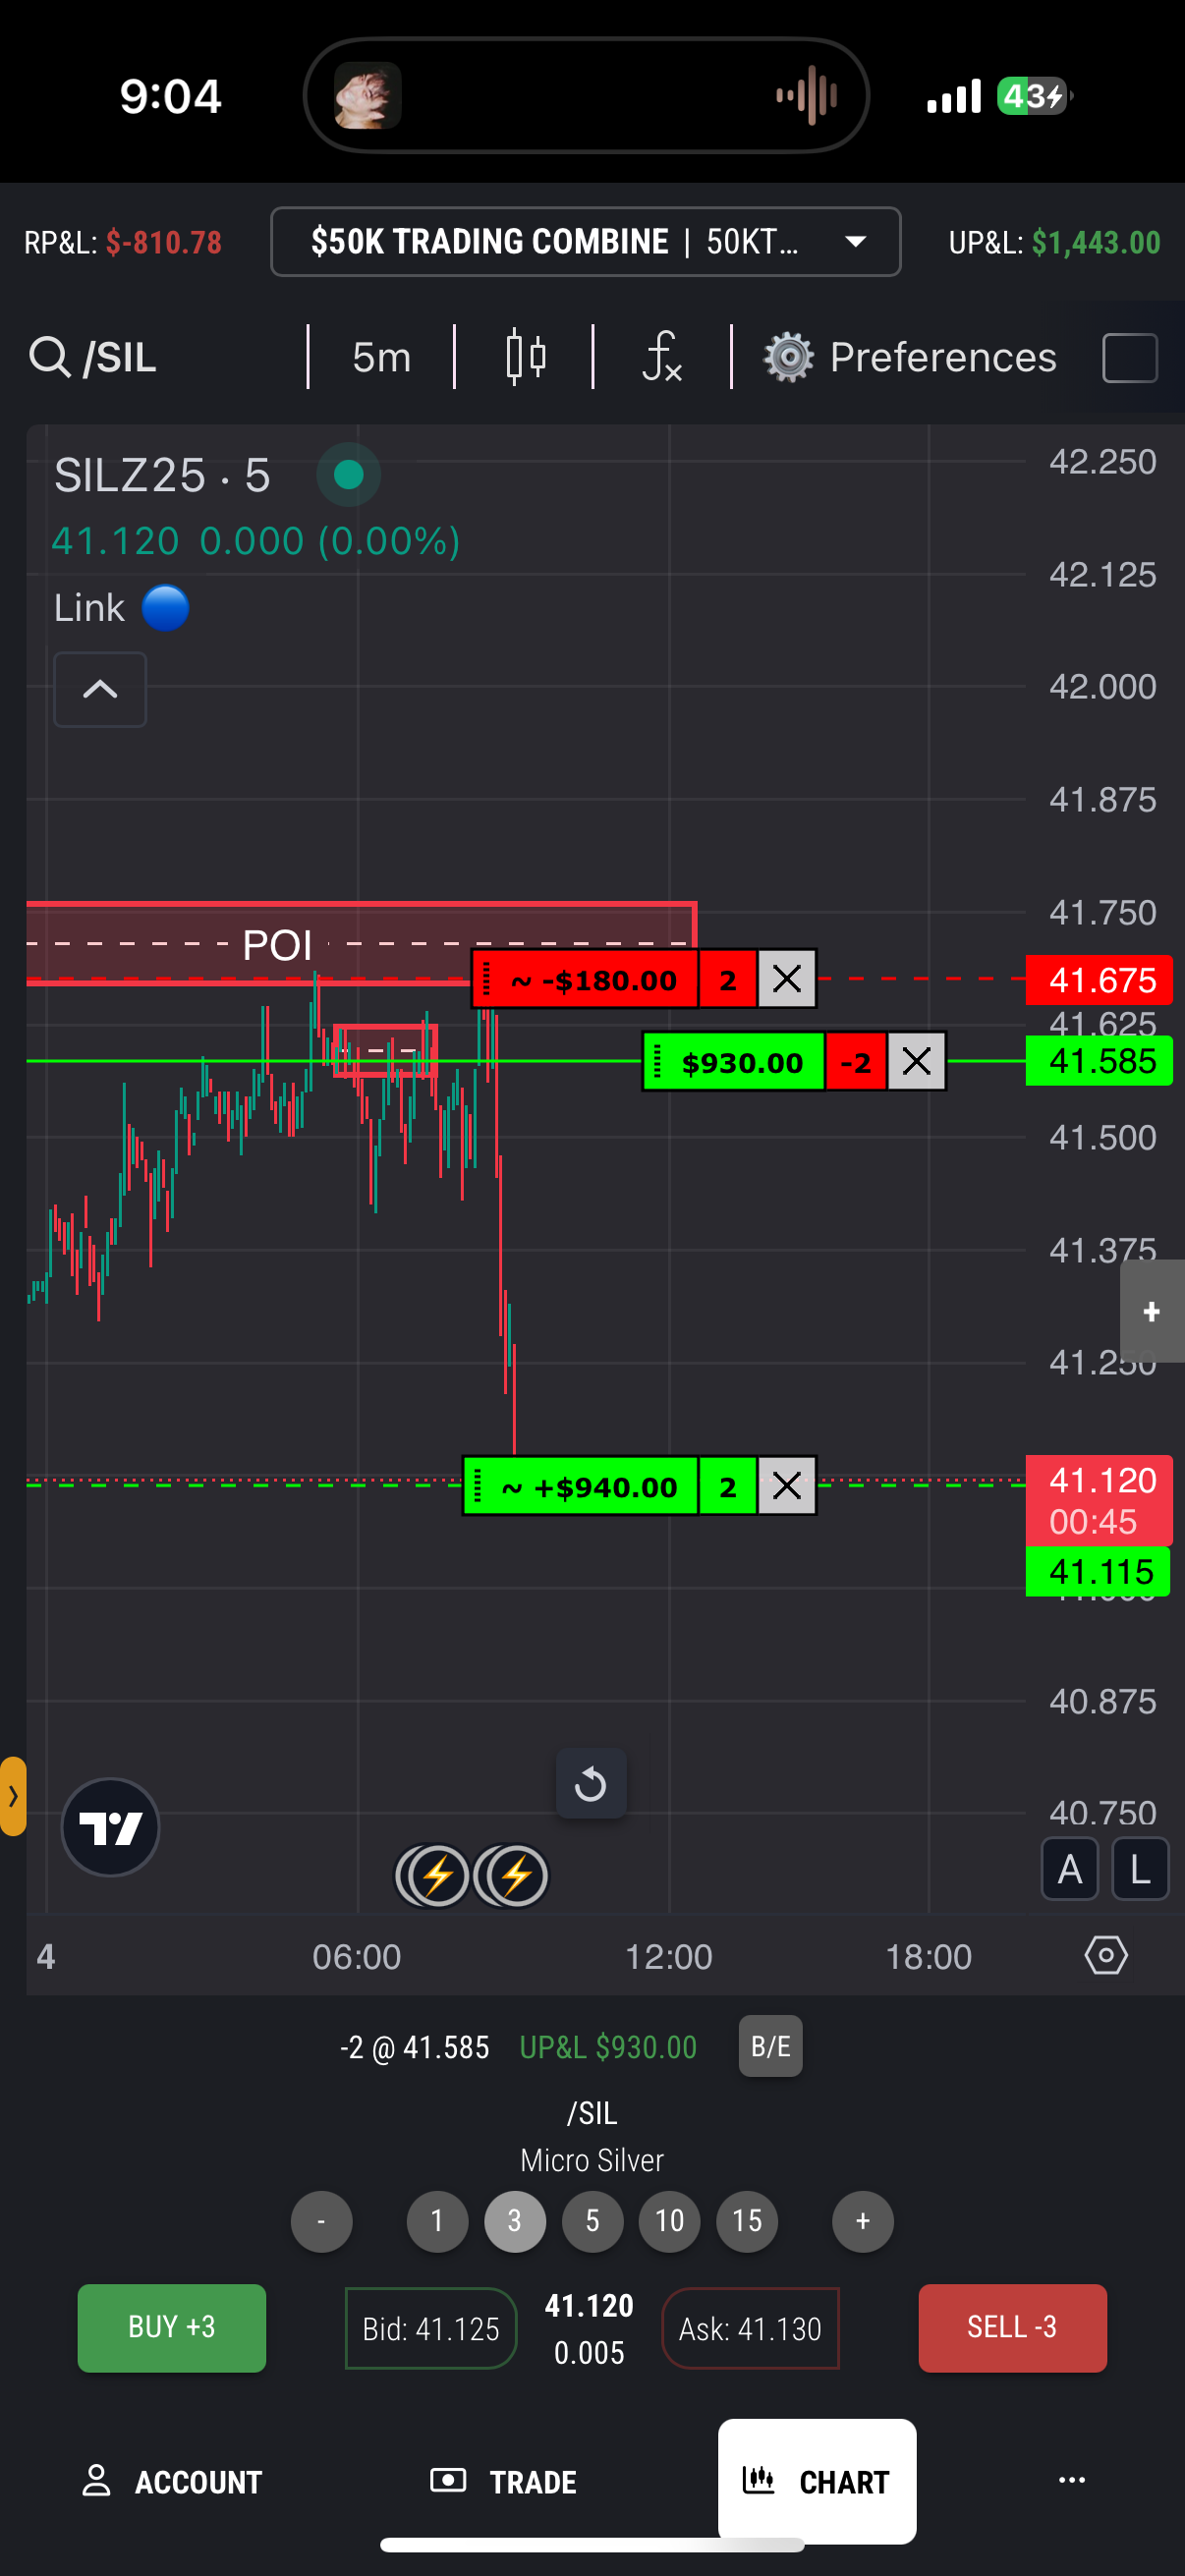 9:04
43
RP&L: $-810.78
$50K TRADING COMBINE | 50KT...
UP&L: $1,443.00
/SIL
5m
Preferences
SILZ25 · 5
41.120 0.000 (0.00%)
Link
42.250
42.125
42.000
41.875
41.750
POI
~ -$180.00 2
41.675
41.625
$930.00 -2
41.585
41.500
41.375
+
41.250
~ +$940.00 2
41.120
00:45
41.115
40.875
40.750
A L
4 06:00 12:00 18:00
-2 @ 41.585 UP&L $930.00 B/E
/SIL
Micro Silver
- 1 3 5 10 15 +
BUY +3
Bid: 41.125
41.120
0.005
Ask: 41.130
SELL -3
ACCOUNT
TRADE
CHART
...